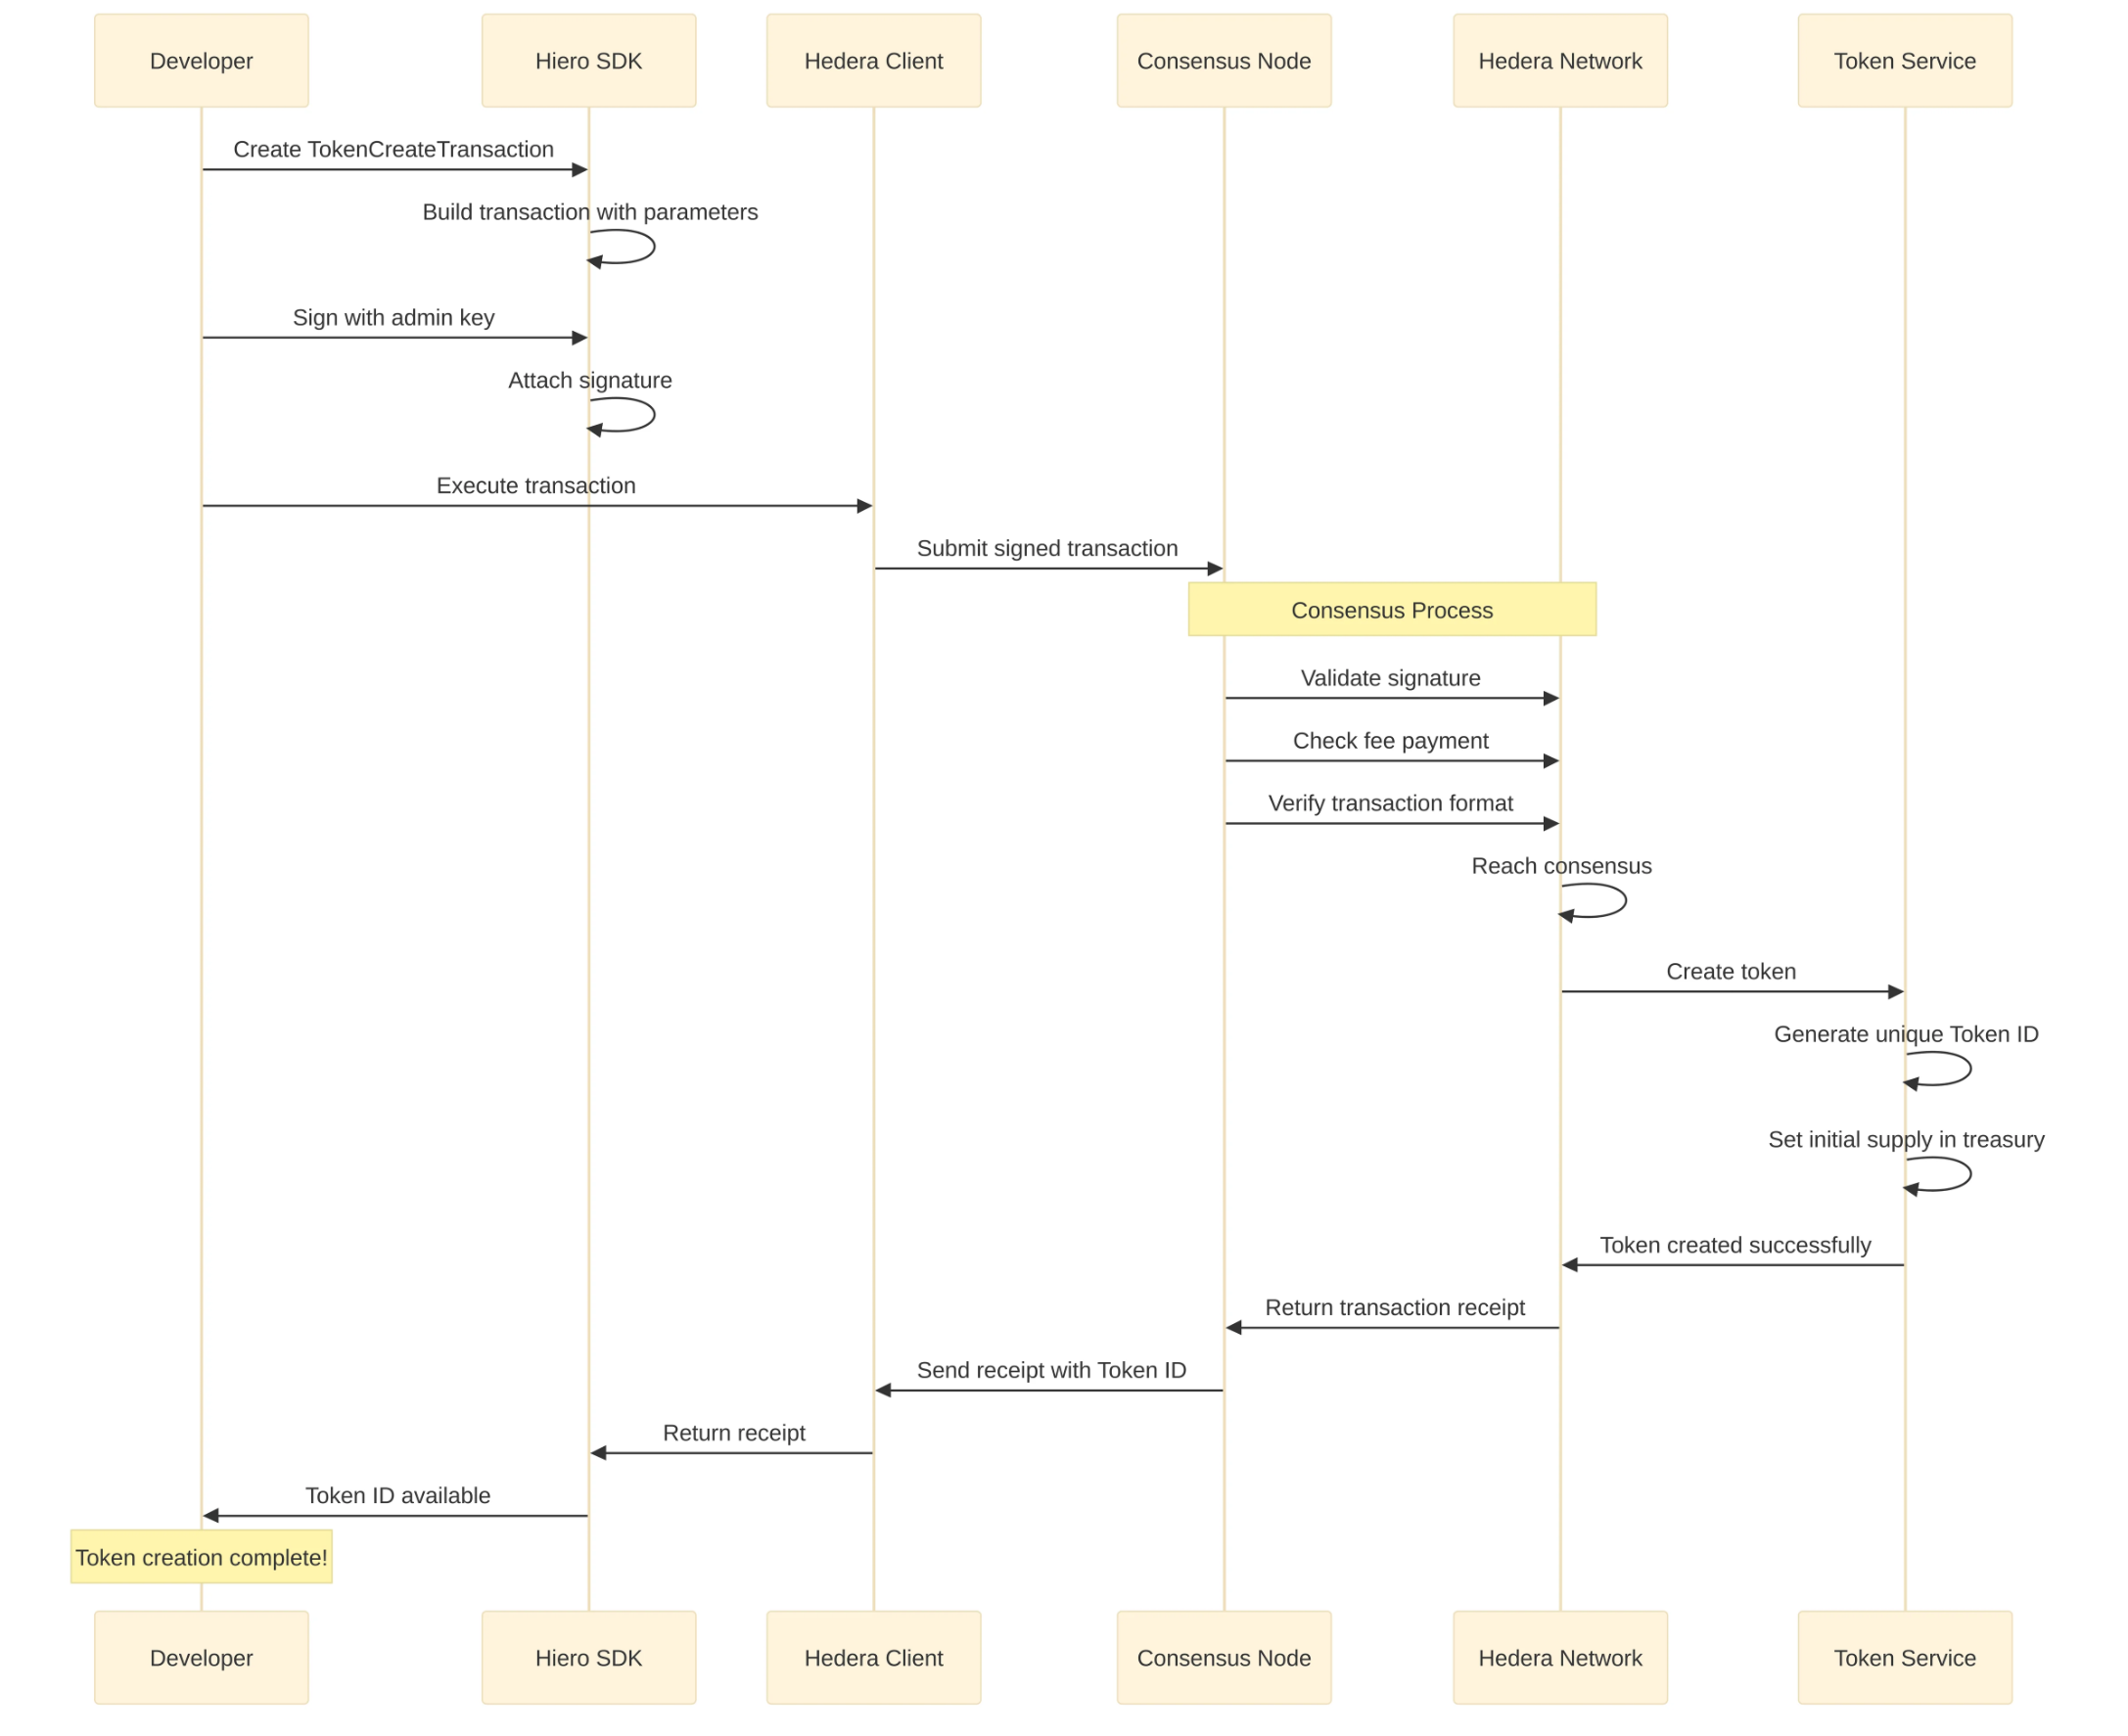 Developer
Hiero SDK
Hedera Client
Consensus Node
Hedera Network
Token Service
Create TokenCreateTransaction
Build transaction with parameters
Sign with admin key
Attach signature
Execute transaction
Submit signed transaction
Consensus Process
Validate signature
Check fee payment
Verify transaction format
Reach consensus
Create token
Generate unique Token ID
Set initial supply in treasury
Token created successfully
Return transaction receipt
Send receipt with Token ID
Return receipt
Token ID available
Token creation complete!
Developer
Hiero SDK
Hedera Client
Consensus Node
Hedera Network
Token Service